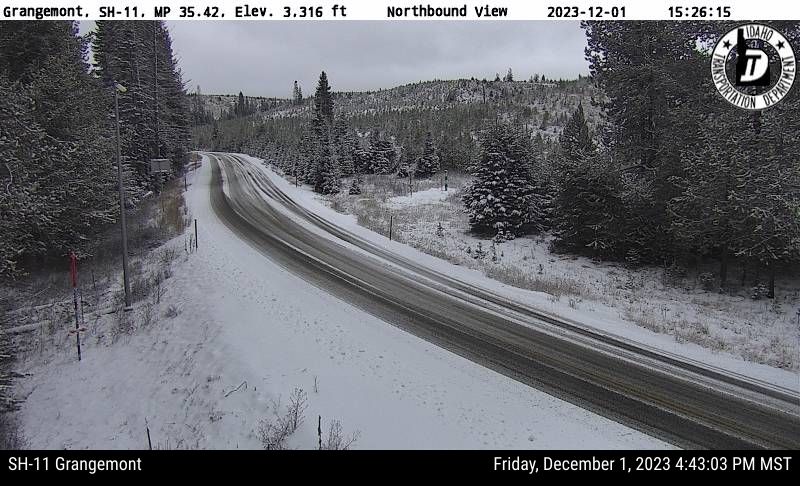 Grangemont, SH-11, MP 35.42, Elev. 3,316 ft Northbound View 2023-12-01 15:26:15
IDAHO
TRANSPORTATION DEPARTMENT
SH-11 Grangemont Friday, December 1, 2023 4:43:03 PM MST